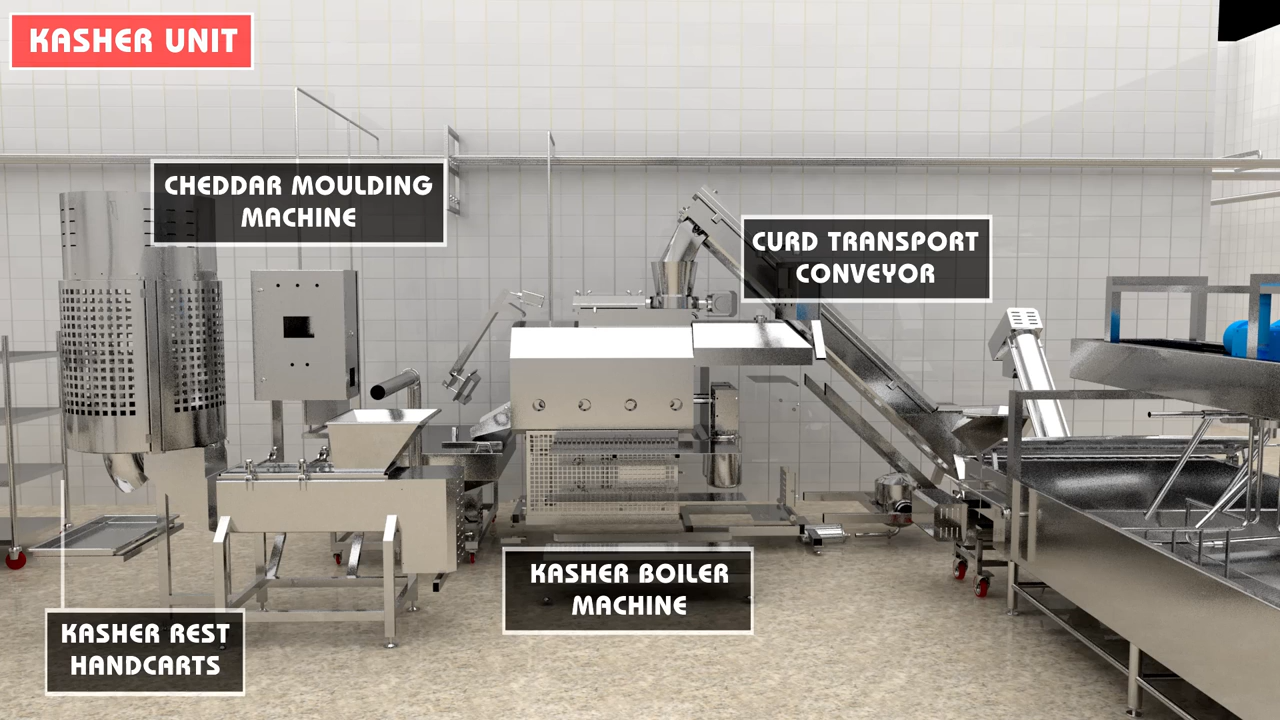 KASHER UNIT
CHEDDAR MOULDING
MACHINE
CURD TRANSPORT
CONVEYOR
KASHER BOILER
MACHINE
KASHER REST
HANDCARTS